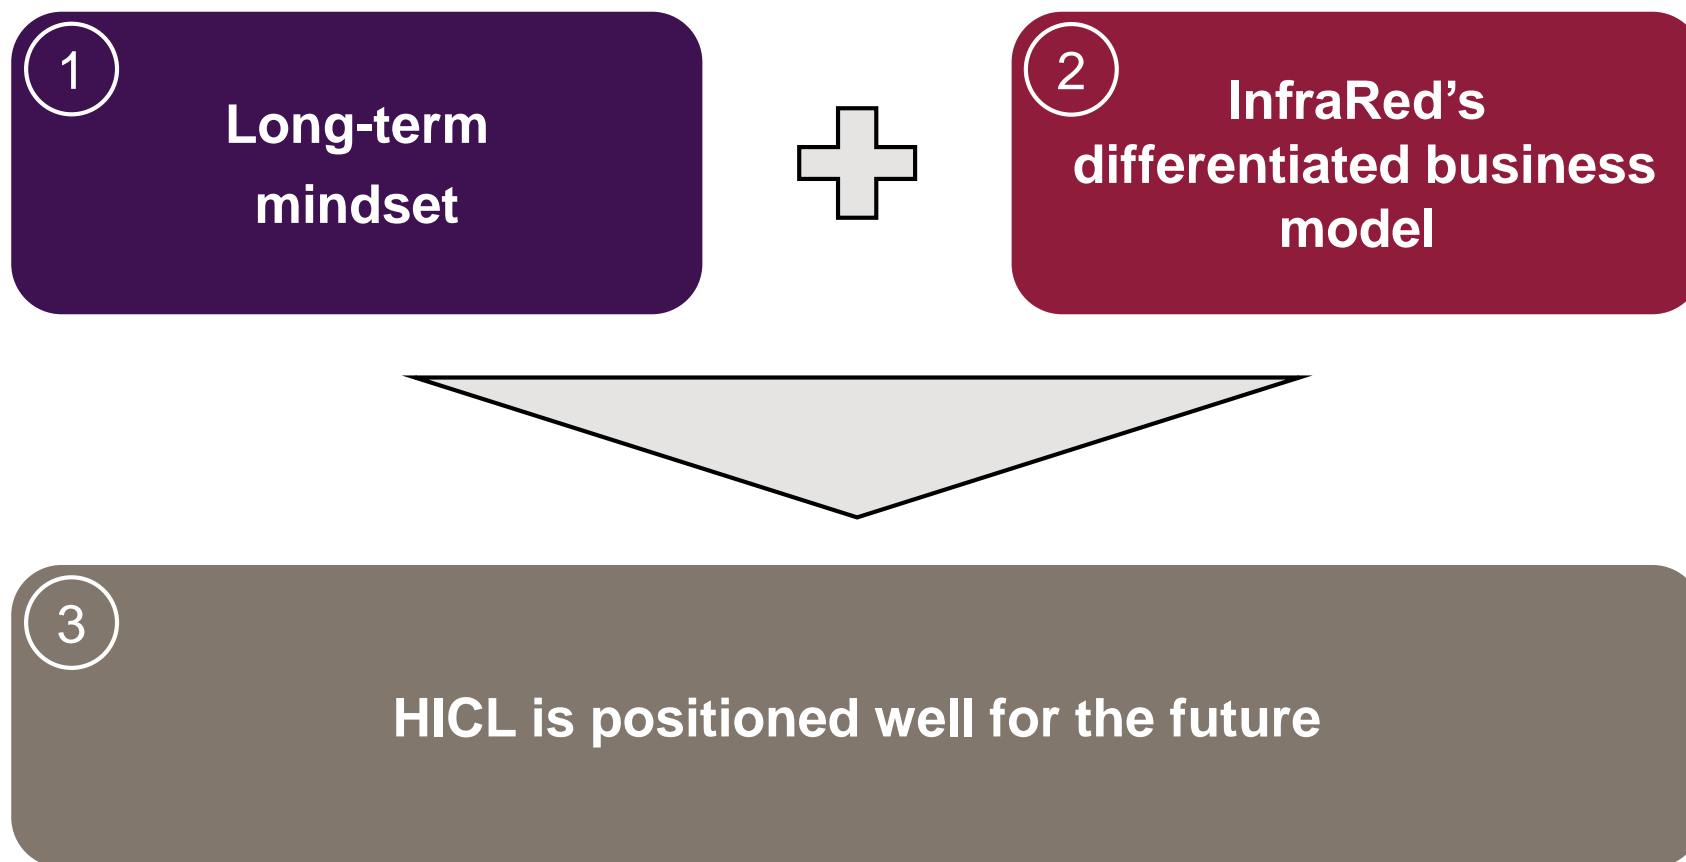 1
Long-term
mindset
2
InfraRed’s
differentiated business
model
3
HICL is positioned well for the future